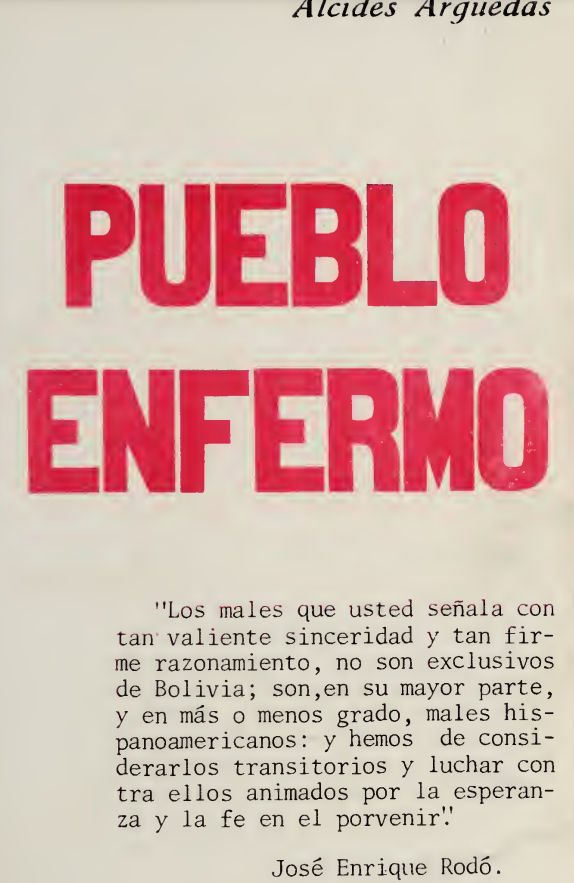 Alcides Arguedas
PUEBLO
ENFERMO
"Los males que usted señala con
tan valiente sinceridad y tan fir-
me razonamiento, no son exclusivos
de Bolivia; son,en su mayor parte,
y en más o menos grado, males his-
panoamericanos: y hemos de consi-
derarlos transitorios y luchar con
tra ellos animados por la esperan-
za y la fe en el porvenir".
José Enrique Rodó.